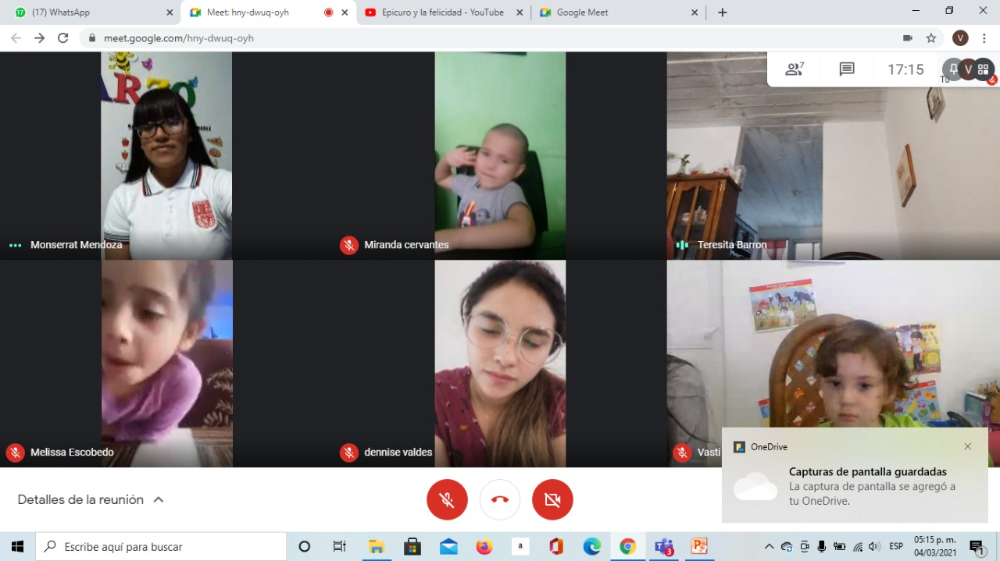 (17) WhatsApp
Meet: hny-dwuq-oyh
Epicuro y la felicidad - YouTube
Google Meet
meet.google.com/hny-dwuq-oyh
V
7
17:15
V
Tú
ARZO
Monserrat Mendoza
Miranda cervantes
Teresita Barron
Melissa Escobedo
dennise valdes
Vasti
OneDrive
Capturas de pantalla guardadas
La captura de pantalla se agregó a
tu OneDrive.
Detalles de la reunión
Escribe aquí para buscar
a
3
ESP
05:15 p. m.
04/03/2021
1